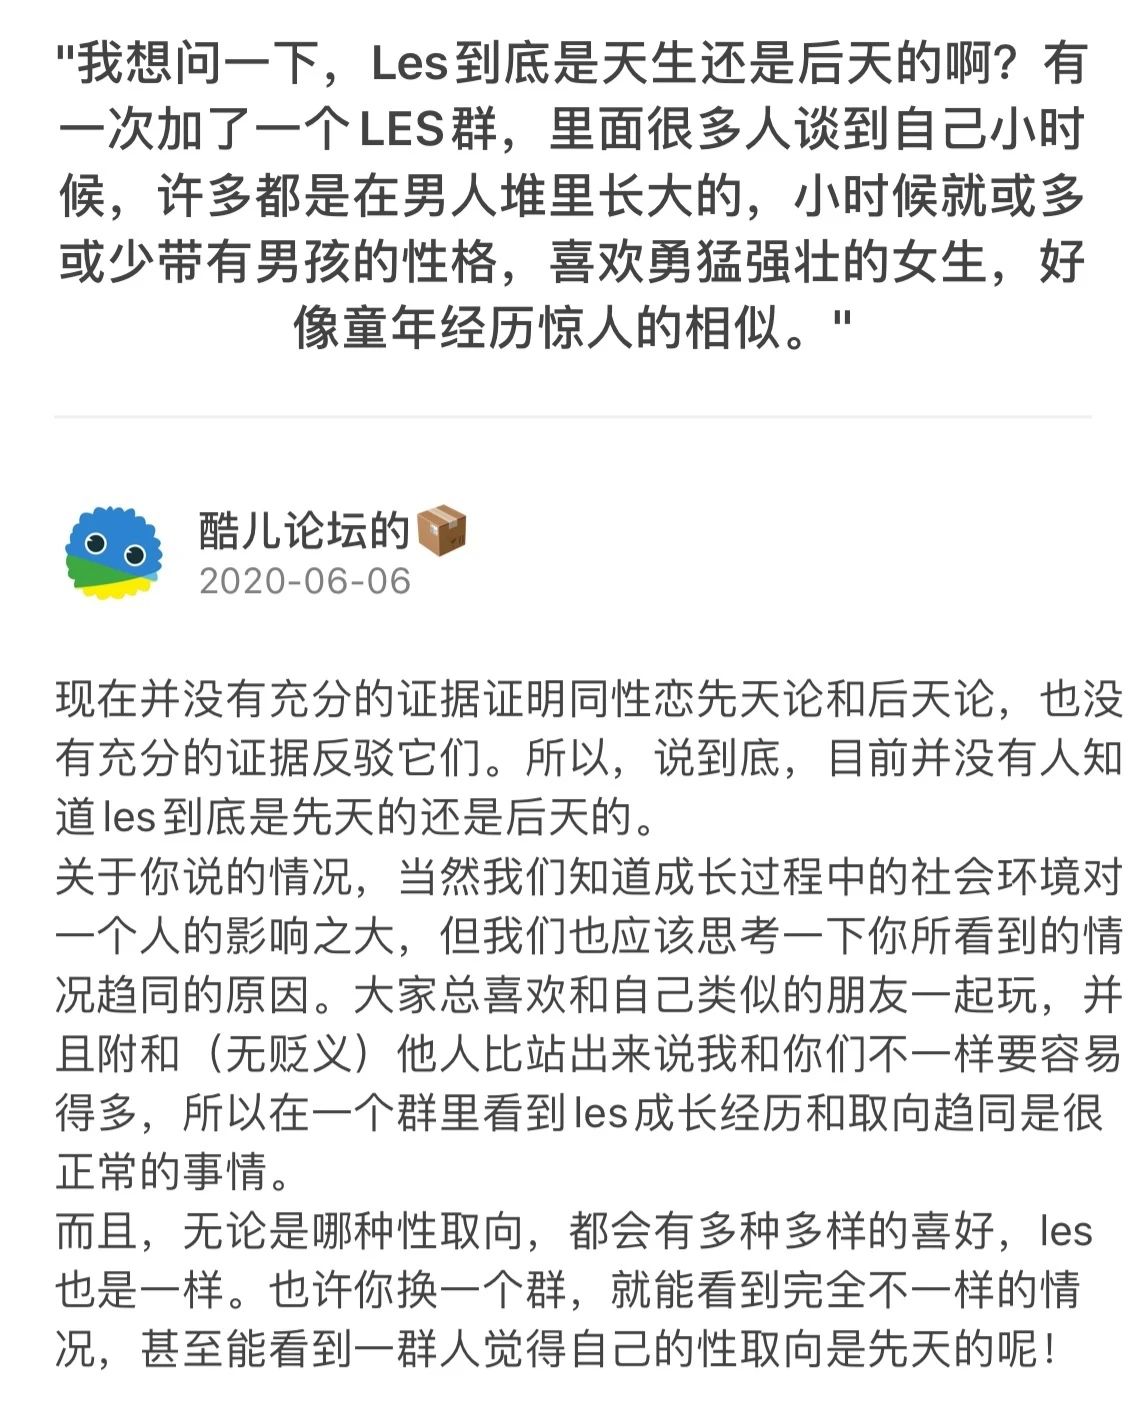 "我想问一下，Les到底是天生还是后天的啊？有
一次加了一个LES群，里面很多人谈到自己小时
候，许多都是在男人堆里长大的，小时候就或多
或少带有男孩的性格，喜欢勇猛强壮的女生，好
像童年经历惊人的相似。"
酷儿论坛的📦
2020-06-06
现在并没有充分的证据证明同性恋先天论和后天论，也没
有充分的证据反驳它们。所以，说到底，目前并没有人知
道les到底是先天的还是后天的。
关于你说的情况，当然我们知道成长过程中的社会环境对
一个人的影响之大，但我们也应该思考一下你所看到的情
况趋同的原因。大家总喜欢和自己类似的朋友一起玩，并
且附和（无贬义）他人比站出来说我和你们不一样要容易
得多，所以在一个群里看到les成长经历和取向趋同是很
正常的事情。
而且，无论是哪种性取向，都会有多种多样的喜好，les
也是一样。也许你换一个群，就能看到完全不一样的情
况，甚至能看到一群人觉得自己的性取向是先天的呢！